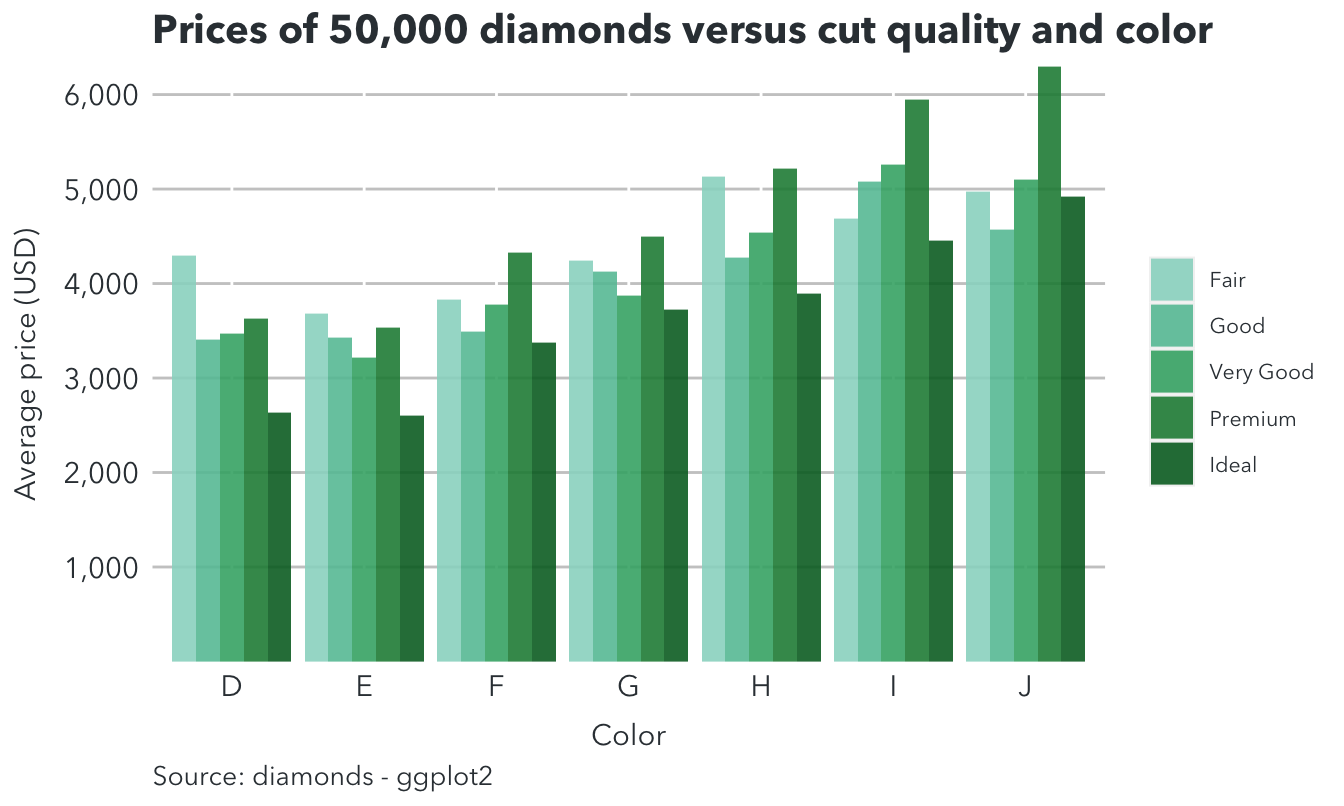 Prices of 50,000 diamonds versus cut quality and color
Average price (USD)
6,000
5,000
4,000
3,000
2,000
1,000
D E F G H I J
Color
Fair
Good
Very Good
Premium
Ideal
Source: diamonds - ggplot2